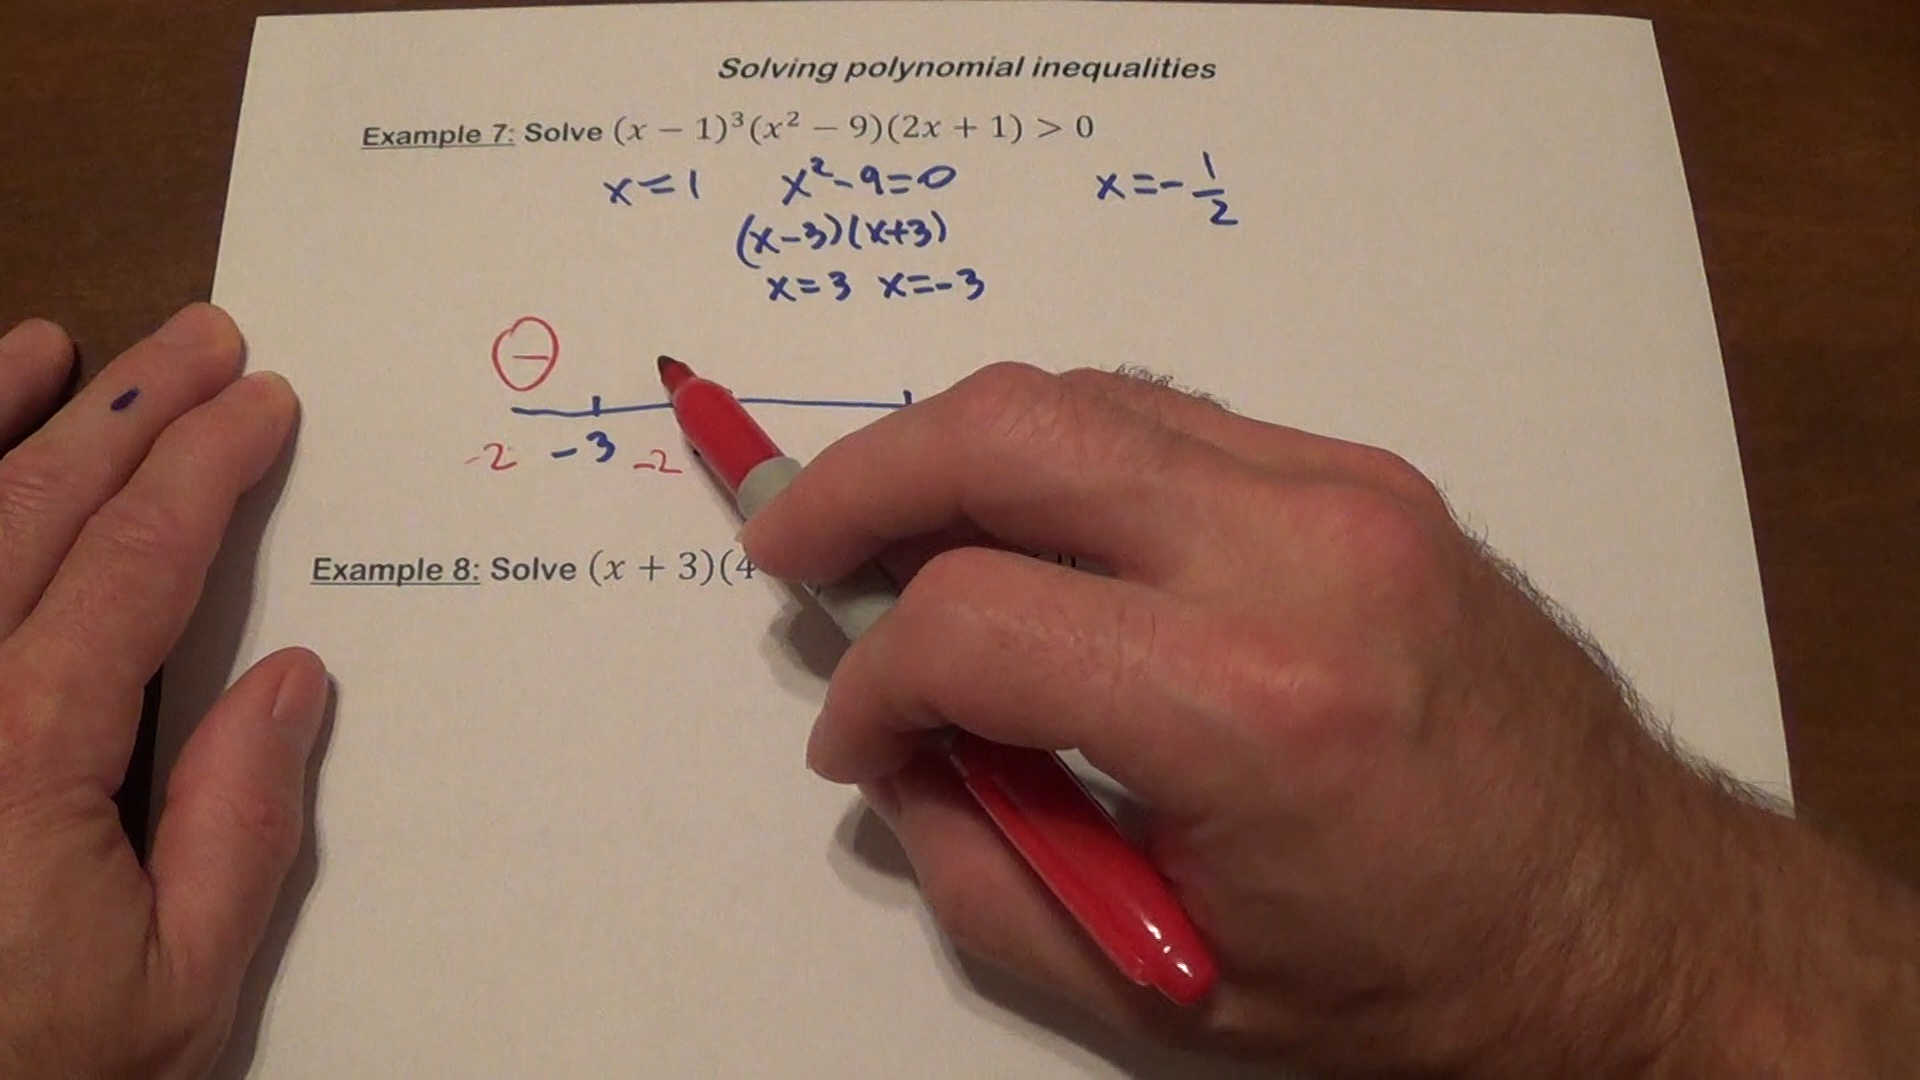 Solving polynomial inequalities
Example 7: Solve (x − 1)³(x² − 9)(2x + 1) > 0
x=1 x²-9=0 x=-1/2
(x-3)(x+3)
x=3 x=-3
−
-2 -3 -2
Example 8: Solve (x + 3)(4